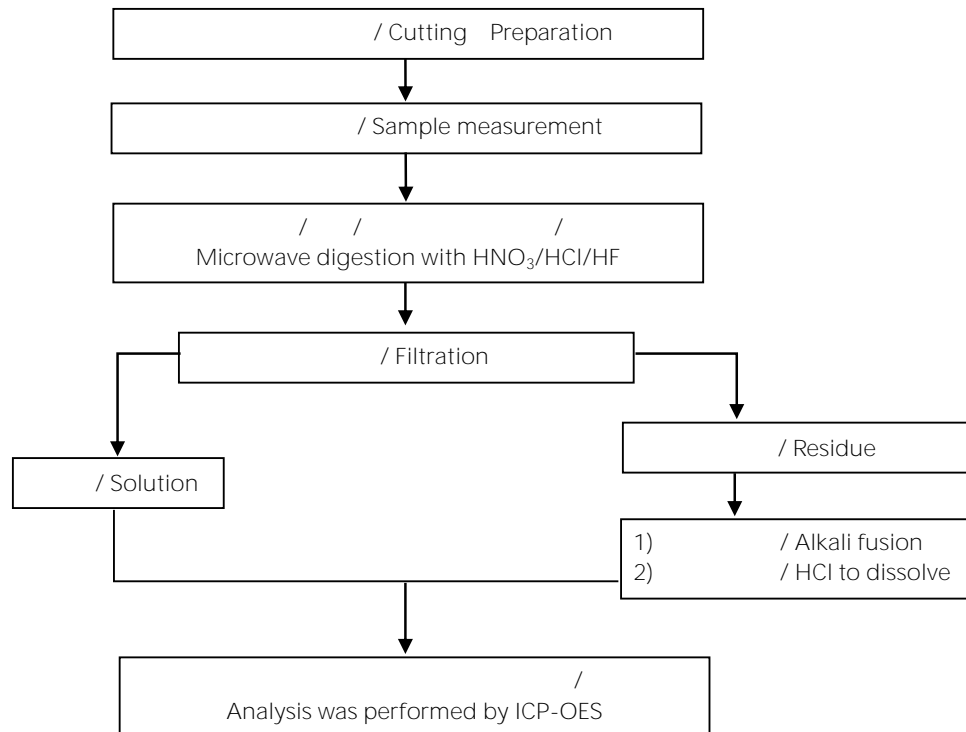 / Cutting Preparation
/ Sample measurement
/ / /
Microwave digestion with HNO₃/HCl/HF
/ Filtration
/ Solution
/ Residue
1) / Alkali fusion
2) / HCl to dissolve
/
Analysis was performed by ICP-OES